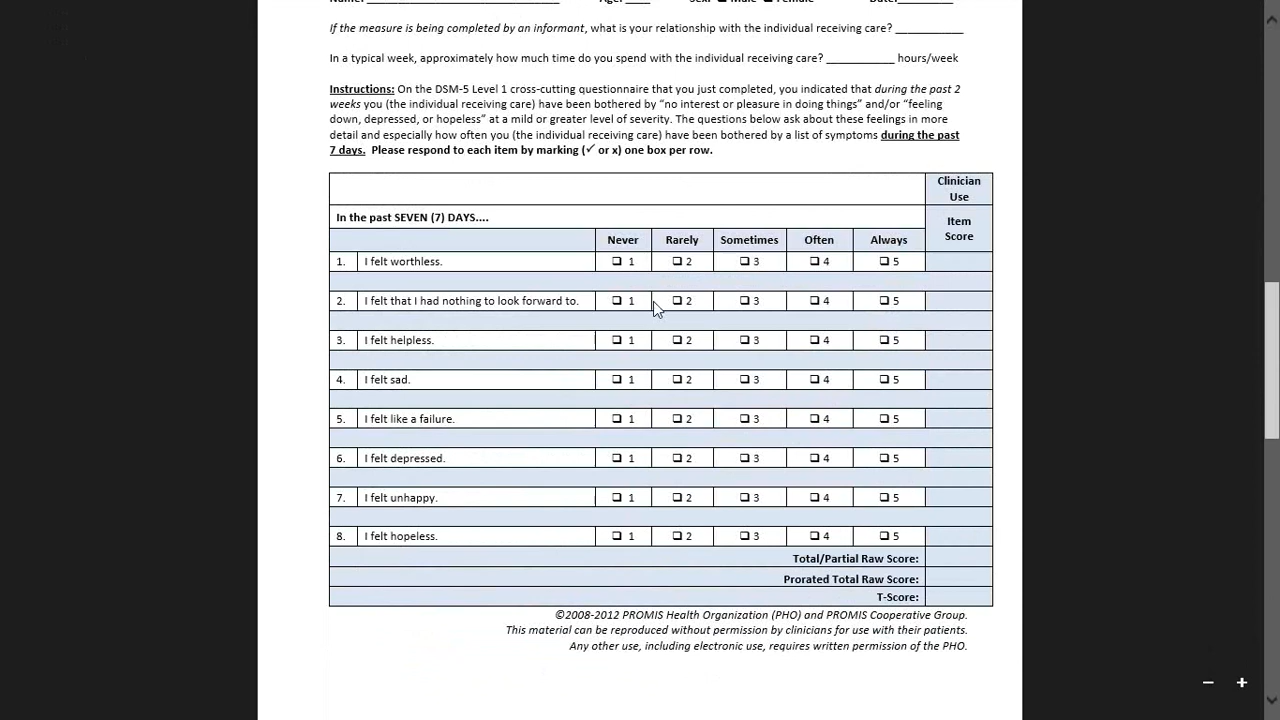 Name: ____________________________ Age: ____ Sex: ❑ Male ❑ Female Date:_________
If the measure is being completed by an informant, what is your relationship with the individual receiving care? ___________
In a typical week, approximately how much time do you spend with the individual receiving care? ___________ hours/week
Instructions: On the DSM-5 Level 1 cross-cutting questionnaire that you just completed, you indicated that during the past 2
weeks you (the individual receiving care) have been bothered by “no interest or pleasure in doing things” and/or “feeling
down, depressed, or hopeless” at a mild or greater level of severity. The questions below ask about these feelings in more
detail and especially how often you (the individual receiving care) have been bothered by a list of symptoms during the past
7 days. Please respond to each item by marking (✓ or x) one box per row.
Clinician
Use
In the past SEVEN (7) DAYS....
Item
Score
Never Rarely Sometimes Often Always
1. I felt worthless. ❑ 1 ❑ 2 ❑ 3 ❑ 4 ❑ 5
2. I felt that I had nothing to look forward to. ❑ 1 ❑ 2 ❑ 3 ❑ 4 ❑ 5
3. I felt helpless. ❑ 1 ❑ 2 ❑ 3 ❑ 4 ❑ 5
4. I felt sad. ❑ 1 ❑ 2 ❑ 3 ❑ 4 ❑ 5
5. I felt like a failure. ❑ 1 ❑ 2 ❑ 3 ❑ 4 ❑ 5
6. I felt depressed. ❑ 1 ❑ 2 ❑ 3 ❑ 4 ❑ 5
7. I felt unhappy. ❑ 1 ❑ 2 ❑ 3 ❑ 4 ❑ 5
8. I felt hopeless. ❑ 1 ❑ 2 ❑ 3 ❑ 4 ❑ 5
Total/Partial Raw Score:
Prorated Total Raw Score:
T-Score:
©2008-2012 PROMIS Health Organization (PHO) and PROMIS Cooperative Group.
This material can be reproduced without permission by clinicians for use with their patients.
Any other use, including electronic use, requires written permission of the PHO.